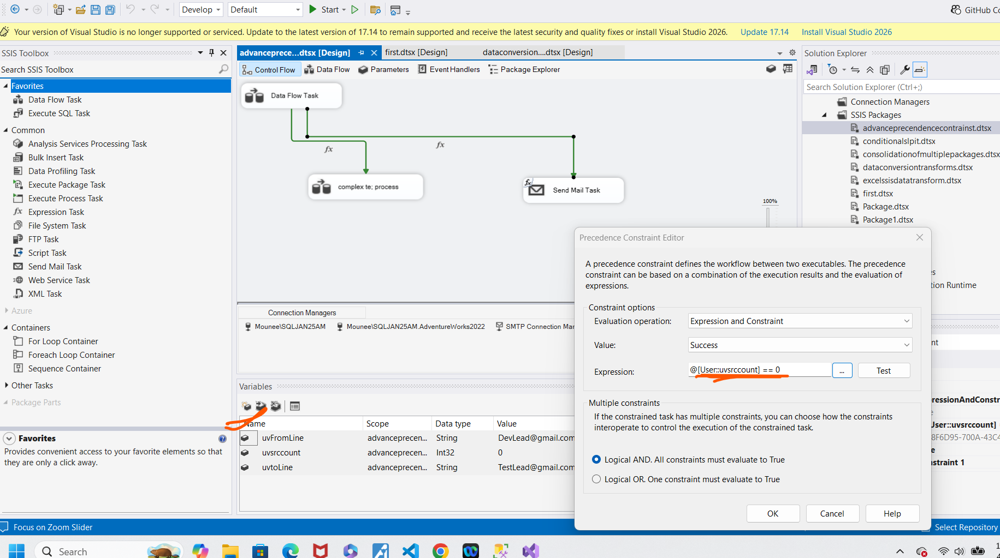 Develop
Default
Start
GitHub Co
Your version of Visual Studio is no longer supported or serviced. Update to the latest version of 17.14 to remain supported and receive the latest security and quality fixes or install Visual Studio 2026.
Update 17.14
Install Visual Studio 2026
SSIS Toolbox
Search SSIS Toolbox
Favorites
Data Flow Task
Execute SQL Task
Common
Analysis Services Processing Task
Bulk Insert Task
Data Profiling Task
Execute Package Task
Execute Process Task
Expression Task
File System Task
FTP Task
Script Task
Send Mail Task
Web Service Task
XML Task
Azure
Containers
For Loop Container
Foreach Loop Container
Sequence Container
Other Tasks
Package Parts
Favorites
Provides convenient access to your favorite elements so that
they are only a click away.
advanceprece...dtsx [Design]
first.dtsx [Design]
dataconversion....dtsx [Design]
Control Flow
Data Flow
Parameters
Event Handlers
Package Explorer
Data Flow Task
fx
fx
complex te; process
fx
Send Mail Task
100%
Connection Managers
Mounee\SQLJAN25AM
Mounee\SQLJAN25AM.AdventureWorks2022
SMTP Connection Mar
Variables
Name Scope Data type Value
uvFromLine advanceprecen... String DevLead@gmail.com
uvsrccount advanceprecen... Int32 0
uvtoLine advanceprecen... String TestLead@gmail.com
Solution Explorer
Search Solution Explorer (Ctrl+;)
Connection Managers
SSIS Packages
advanceprecendencecontrainst.dtsx
conditionalslpit.dtsx
consolidationofmultiplepackages.dtsx
dataconversiontransforms.dtsx
excelssisdatatransform.dtsx
first.dtsx
Package.dtsx
Package1.dtsx
Precedence Constraint Editor
A precedence constraint defines the workflow between two executables. The precedence
constraint can be based on a combination of the execution results and the evaluation of
expressions.
Constraint options
Evaluation operation: Expression and Constraint
Value: Success
Expression: @[User::uvsrccount] == 0 ... Test
Multiple constraints
If the constrained task has multiple constraints, you can choose how the constraints
interoperate to control the execution of the constrained task.
Logical AND. All constraints must evaluate to True
Logical OR. One constraint must evaluate to True
OK
Cancel
Help
es
tion Runtime
nt
pressionAndConstr
User::uvsrccount] =
8F6D95-700A-43C4
e
nstraint 1
Focus on Zoom Slider
Select Repository
Search